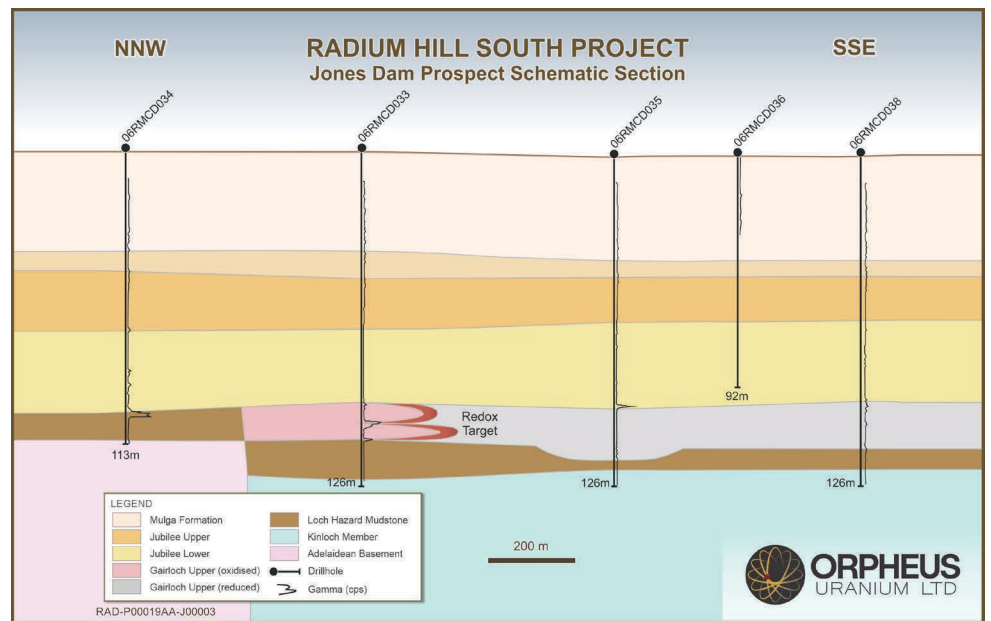 NNW
RADIUM HILL SOUTH PROJECT
SSE
Jones Dam Prospect Schematic Section
06RMCD034
06RMCD033
06RMCD035
06RMCD036
06RMCD038
92m
Redox
Target
113m
126m
126m
126m
LEGEND
Mulga Formation
Jubilee Upper
Jubilee Lower
Gairloch Upper (oxidised)
Gairloch Upper (reduced)
Loch Hazard Mudstone
Kinloch Member
Adelaidean Basement
Drillhole
Gamma (cps)
200 m
RAD-P00019AA-J00003
ORPHEUS
URANIUM LTD